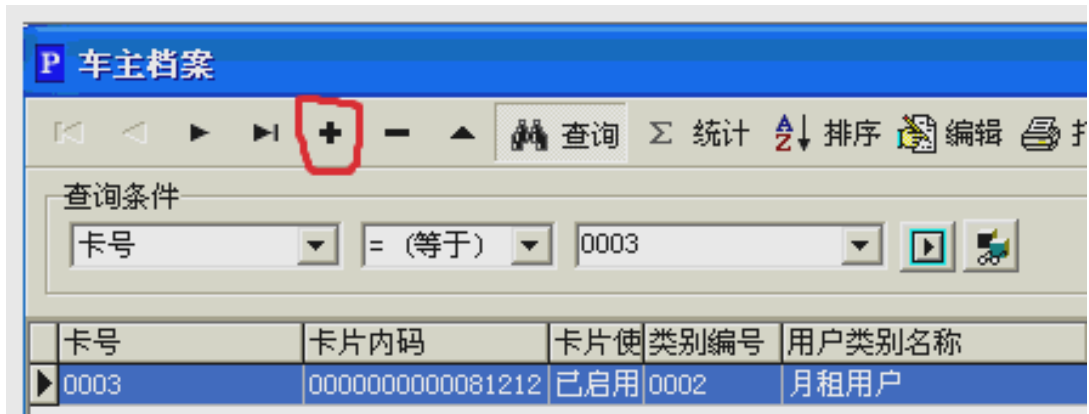 P 车主档案
查询 Σ 统计 AZ 排序 编辑
查询条件
卡号 = (等于) 0003
卡号 卡片内码 卡片使 类别编号 用户类别名称
0003 0000000000081212 已启用 0002 月租用户